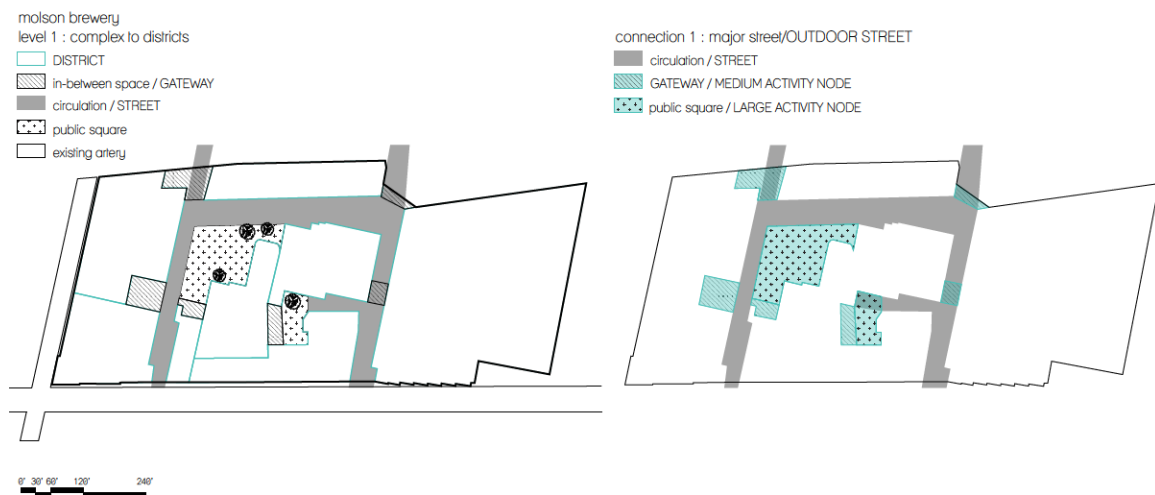 molson brewery
level 1 : complex to districts
DISTRICT
in-between space / GATEWAY
circulation / STREET
public square
existing artery
connection 1 : major street/OUTDOOR STREET
circulation / STREET
GATEWAY / MEDIUM ACTIVITY NODE
public square / LARGE ACTIVITY NODE
0' 30' 60' 120' 240'